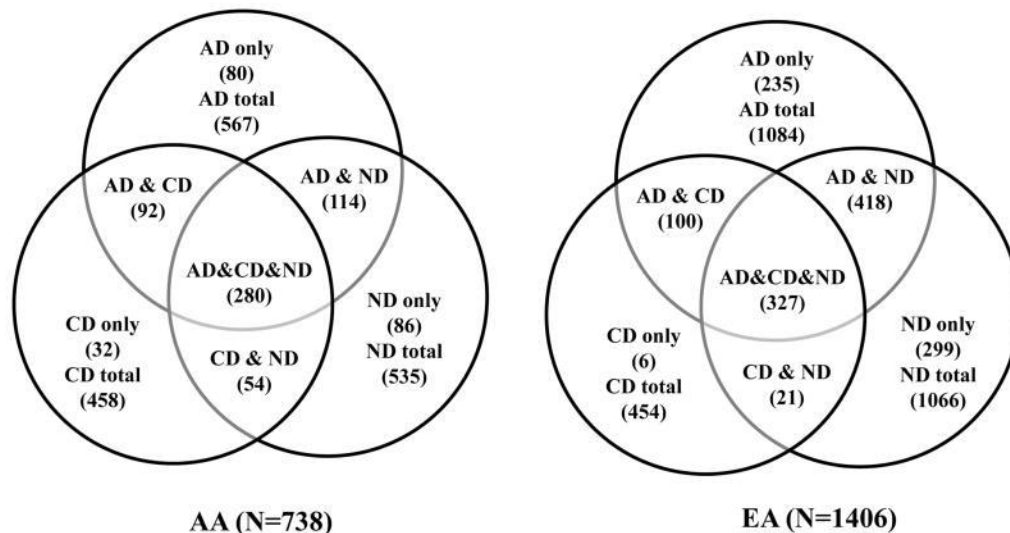 AD only
(80)
AD total
(567)
AD & CD
(92)
AD & ND
(114)
AD&CD&ND
(280)
CD only
(32)
CD total
(458)
CD & ND
(54)
ND only
(86)
ND total
(535)
AA (N=738)
AD only
(235)
AD total
(1084)
AD & CD
(100)
AD & ND
(418)
AD&CD&ND
(327)
CD only
(6)
CD total
(454)
CD & ND
(21)
ND only
(299)
ND total
(1066)
EA (N=1406)